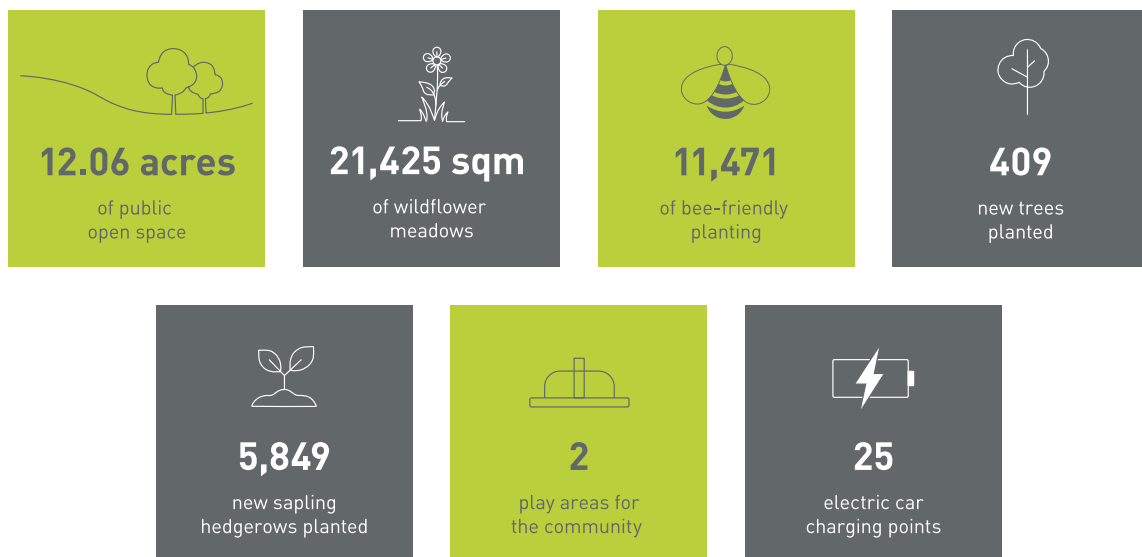 12.06 acres
of public
open space
21,425 sqm
of wildflower
meadows
11,471
of bee-friendly
planting
409
new trees
planted
5,849
new sapling
hedgerows planted
2
play areas for
the community
25
electric car
charging points